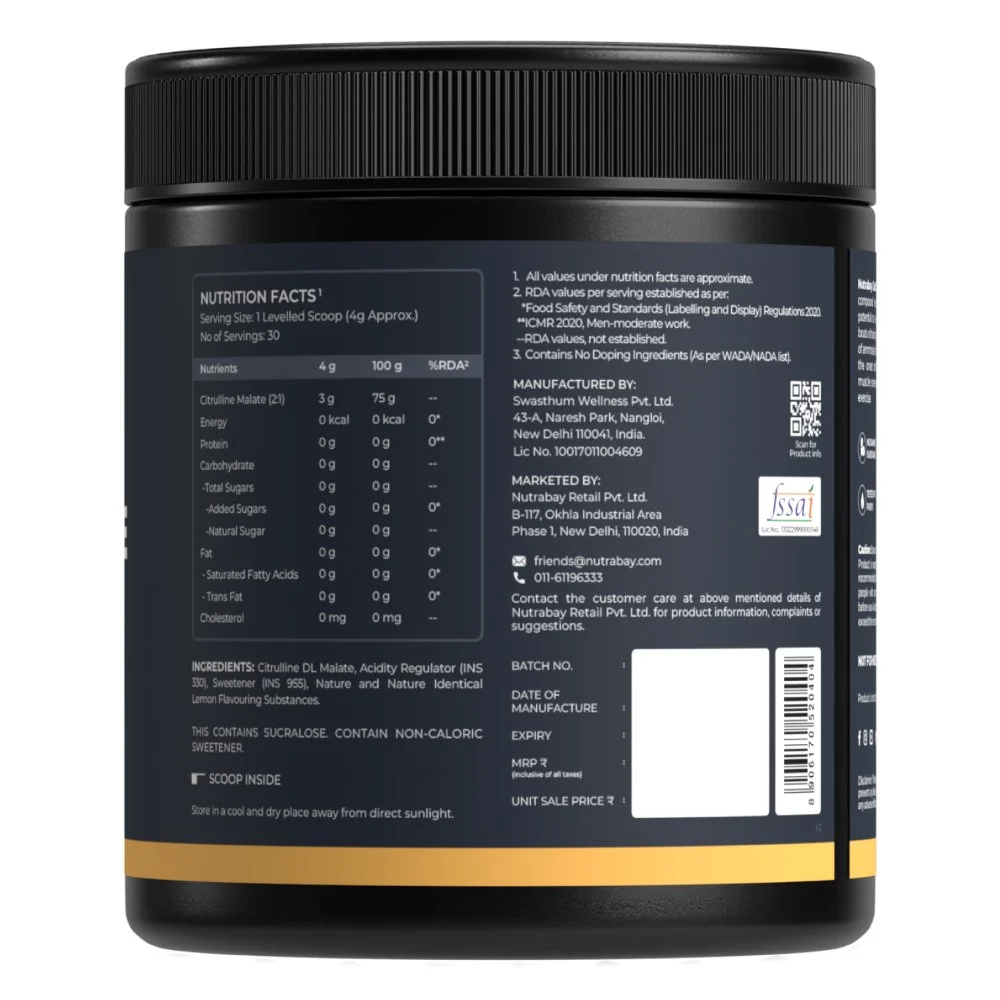 NUTRITION FACTS¹
Serving Size: 1 Levelled Scoop (4g Approx.)
No of Servings: 30
Nutrients 4 g 100 g %RDA²
Citrulline Malate (2:1) 3 g 75 g --
Energy 0 kcal 0 kcal 0*
Protein 0 g 0 g 0**
Carbohydrate 0 g 0 g --
-Total Sugars 0 g 0 g --
-Added Sugars 0 g 0 g 0*
-Natural Sugar 0 g 0 g --
Fat 0 g 0 g 0*
- Saturated Fatty Acids 0 g 0 g 0*
- Trans Fat 0 g 0 g 0*
Cholesterol 0 mg 0 mg --
INGREDIENTS: Citrulline DL Malate, Acidity Regulator (INS
330), Sweetener (INS 955), Nature and Nature Identical
Lemon Flavouring Substances.
THIS CONTAINS SUCRALOSE. CONTAIN NON-CALORIC
SWEETENER.
SCOOP INSIDE
Store in a cool and dry place away from direct sunlight.
1. All values under nutrition facts are approximate.
2. RDA values per serving established as per:
*Food Safety and Standards (Labelling and Display) Regulations 2020.
**ICMR 2020, Men-moderate work.
--RDA values, not established.
3. Contains No Doping Ingredients (As per WADA/NADA list).
MANUFACTURED BY:
Swasthum Wellness Pvt. Ltd.
43-A, Naresh Park, Nangloi,
New Delhi 110041, India.
Lic No. 10017011004609
Scan for
Product info
MARKETED BY:
Nutrabay Retail Pvt. Ltd.
B-117, Okhla Industrial Area
Phase 1, New Delhi, 110020, India
fssai
friends@nutrabay.com
011-61196333
Contact the customer care at above mentioned details of
Nutrabay Retail Pvt. Ltd. for product information, complaints or
suggestions.
BATCH NO. :
DATE OF
MANUFACTURE :
EXPIRY :
MRP ₹ :
(inclusive of all taxes)
UNIT SALE PRICE ₹ :
8 906170 520404
V2